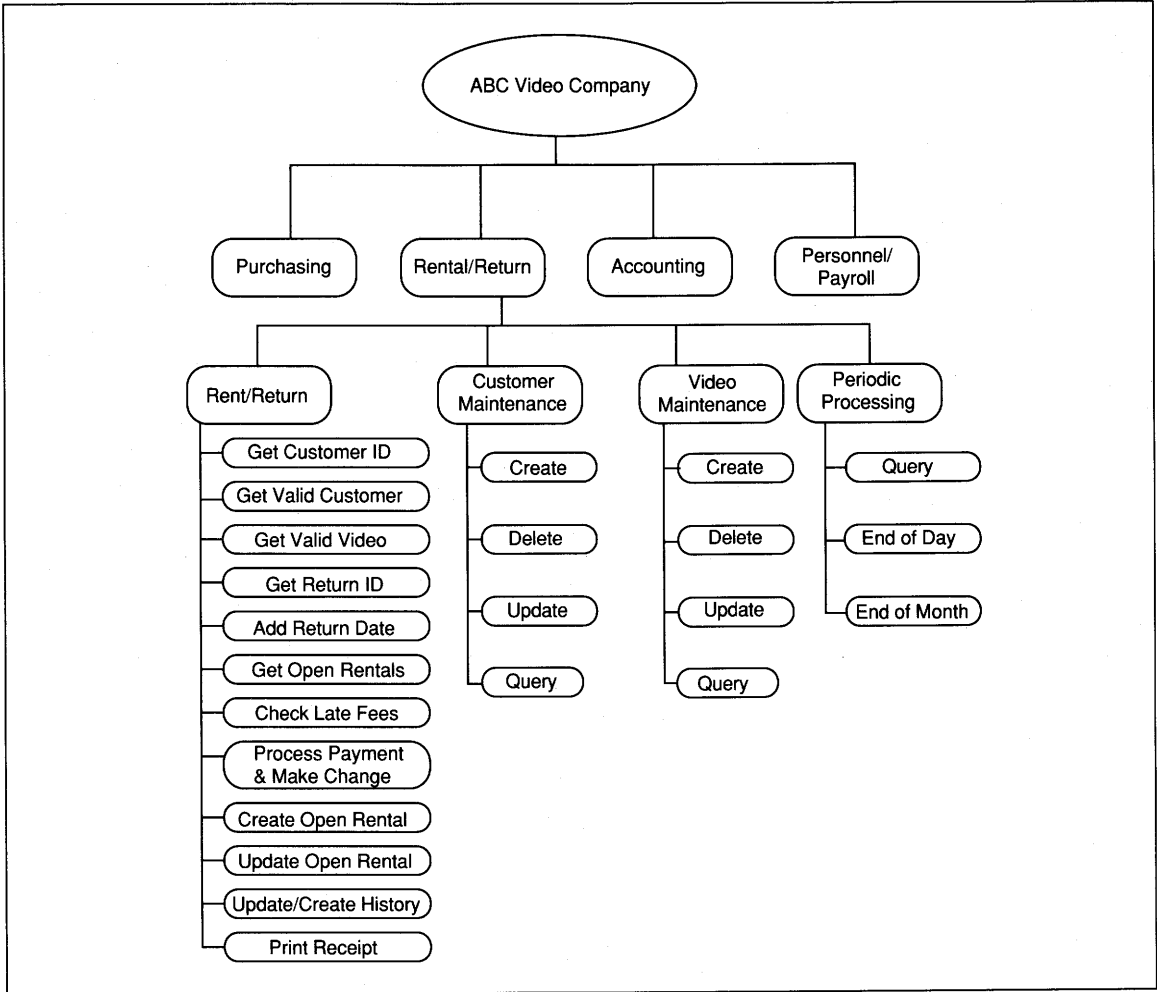 ABC Video Company
Purchasing
Rental/Return
Accounting
Personnel/
Payroll
Rent/Return
Customer
Maintenance
Video
Maintenance
Periodic
Processing
Get Customer ID
Get Valid Customer
Get Valid Video
Get Return ID
Add Return Date
Get Open Rentals
Check Late Fees
Process Payment
& Make Change
Create Open Rental
Update Open Rental
Update/Create History
Print Receipt
Create
Delete
Update
Query
Create
Delete
Update
Query
Query
End of Day
End of Month